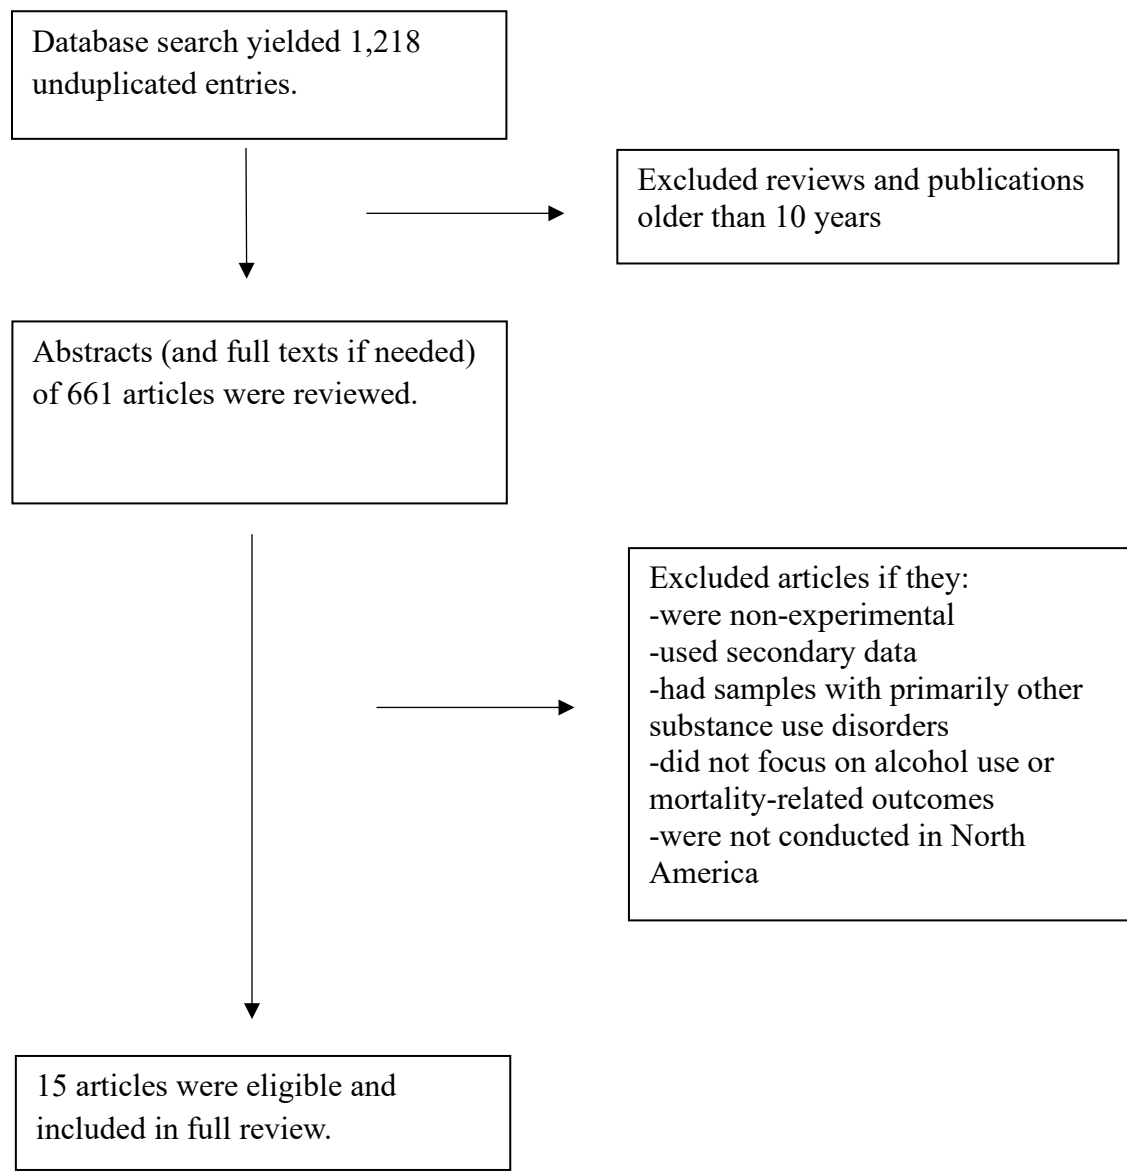 Database search yielded 1,218
unduplicated entries.
Excluded reviews and publications
older than 10 years
Abstracts (and full texts if needed)
of 661 articles were reviewed.
Excluded articles if they:
-were non-experimental
-used secondary data
-had samples with primarily other
substance use disorders
-did not focus on alcohol use or
mortality-related outcomes
-were not conducted in North
America
15 articles were eligible and
included in full review.